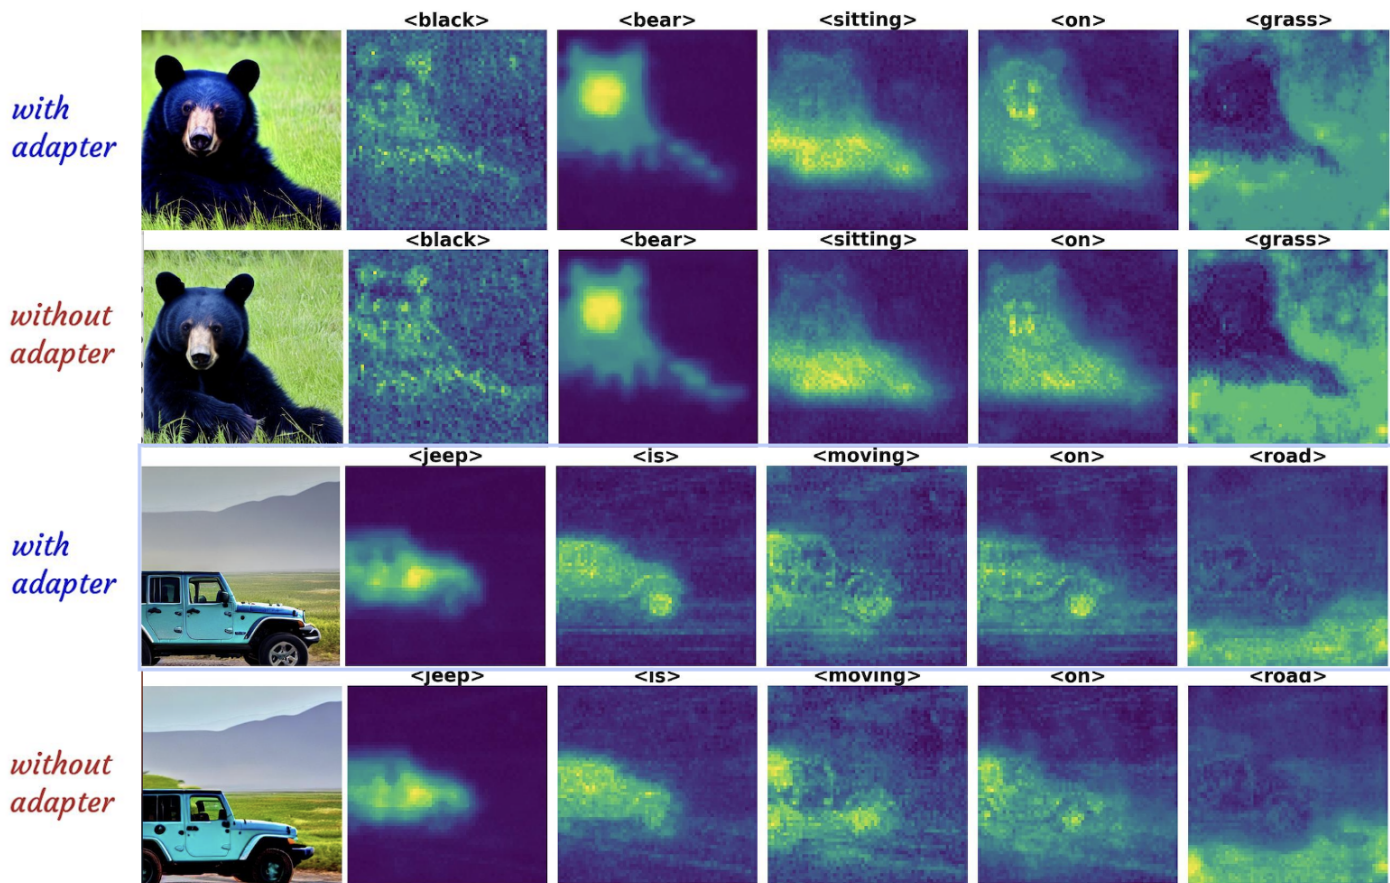 <black> <bear> <sitting> <on> <grass>
with
adapter
<black> <bear> <sitting> <on> <grass>
without
adapter
<jeep> <is> <moving> <on> <road>
with
adapter
<jeep> <is> <moving> <on> <road>
without
adapter